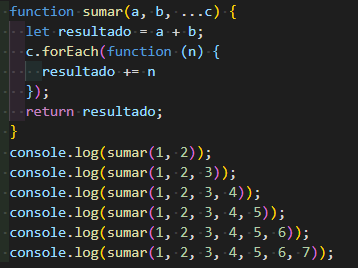 function sumar(a, b, ...c) {
  let resultado = a + b;
  c.forEach(function (n) {
    resultado += n
  });
  return resultado;
}
console.log(sumar(1, 2));
console.log(sumar(1, 2, 3));
console.log(sumar(1, 2, 3, 4));
console.log(sumar(1, 2, 3, 4, 5));
console.log(sumar(1, 2, 3, 4, 5, 6));
console.log(sumar(1, 2, 3, 4, 5, 6, 7));